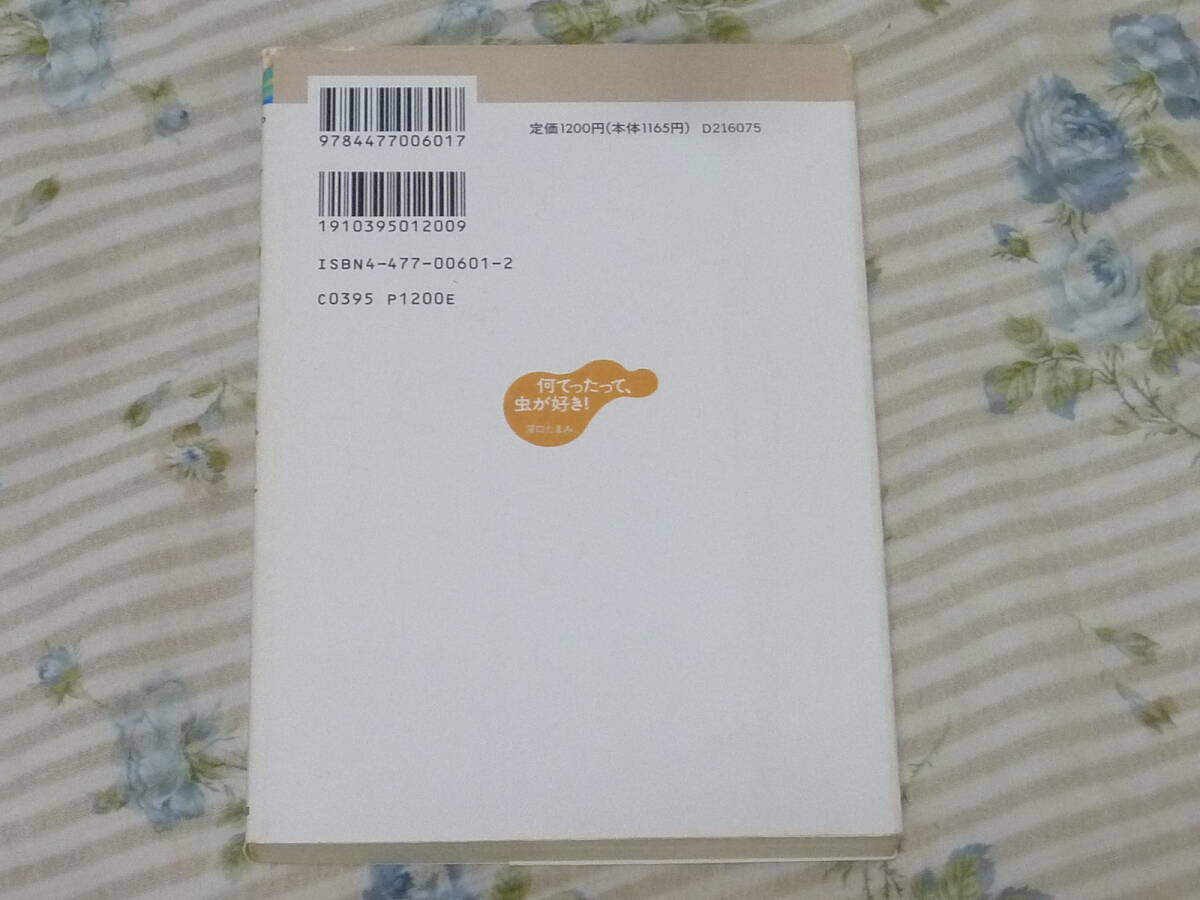 9784477006017
定価1200円(本体1165円) D216075
1910395012009
ISBN4-477-00601-2
C0395 P1200E
何てったって、
虫が好き!